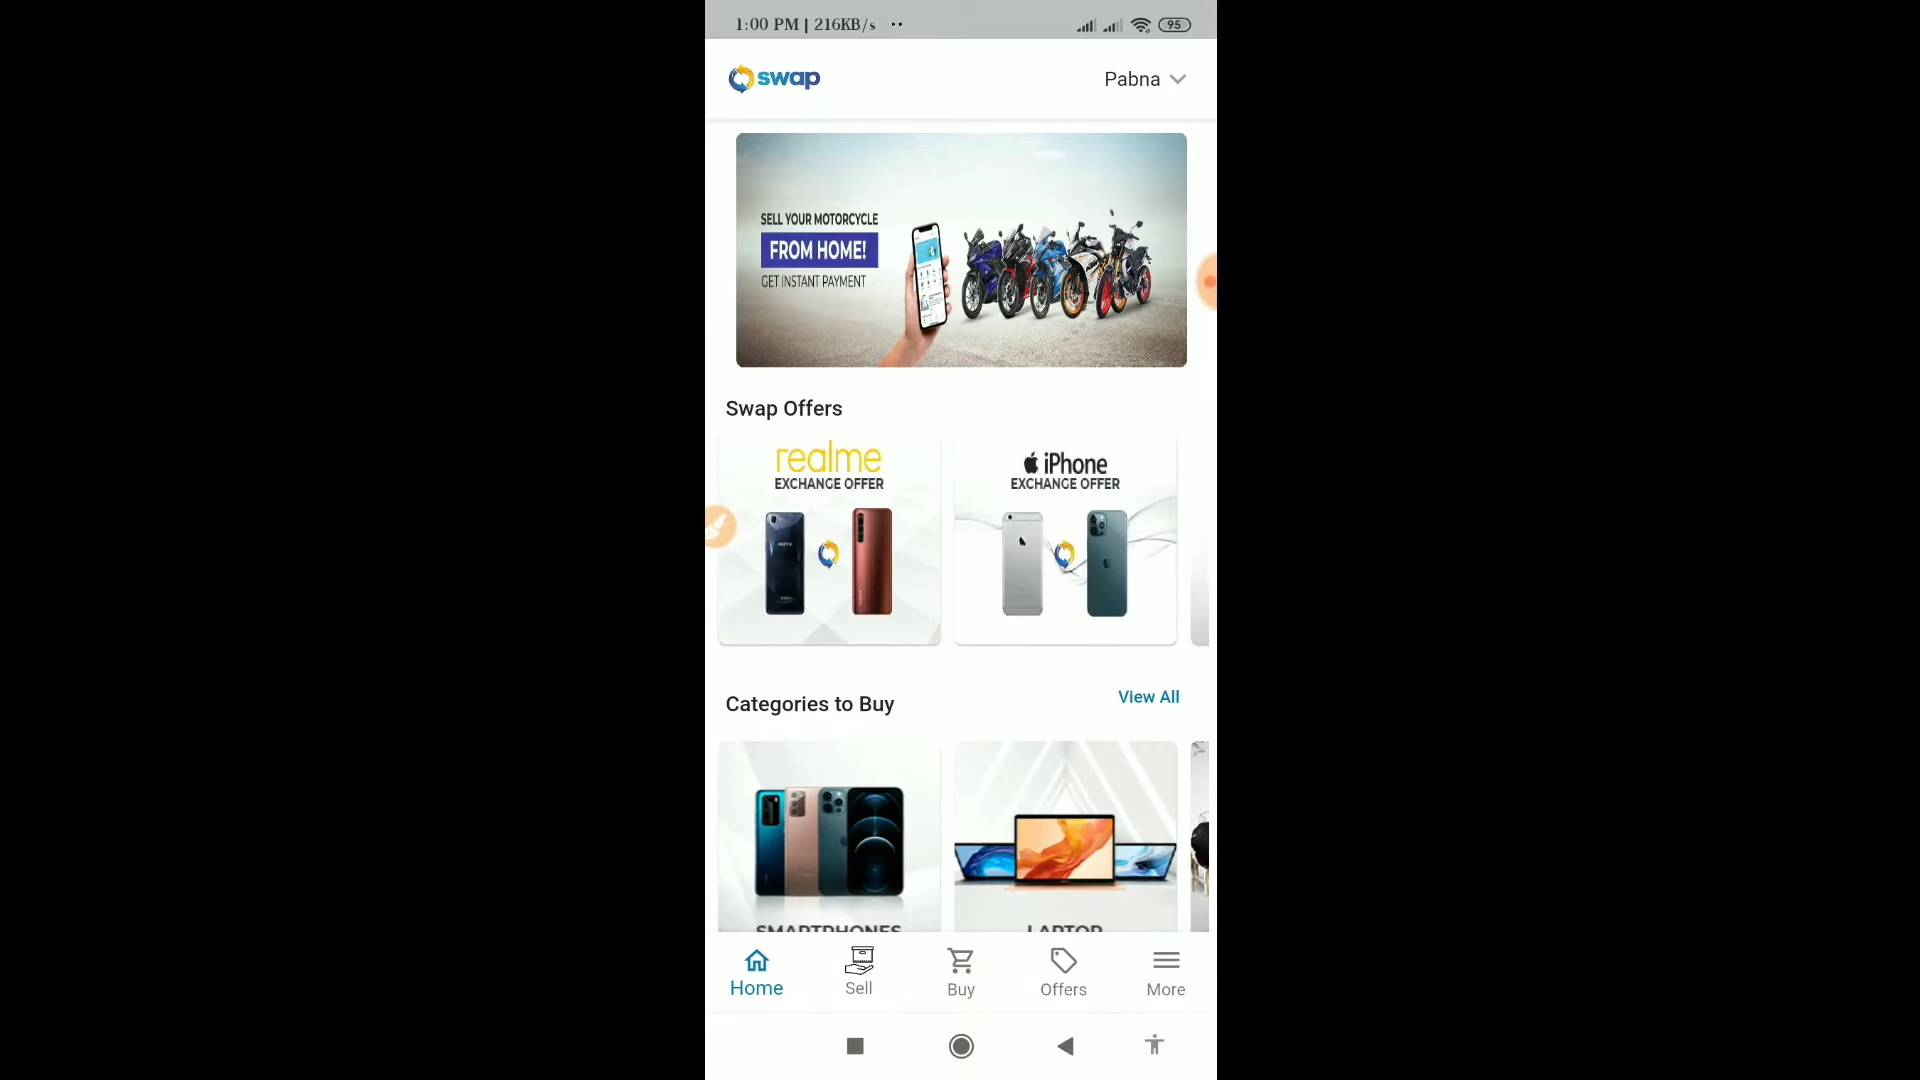 1:00 PM | 216KB/s ··
95
swap
Pabna
SELL YOUR MOTORCYCLE
FROM HOME!
GET INSTANT PAYMENT
Swap Offers
realme
EXCHANGE OFFER
iPhone
EXCHANGE OFFER
Categories to Buy
View All
SMARTPHONES
LAPTOP
Home
Sell
Buy
Offers
More